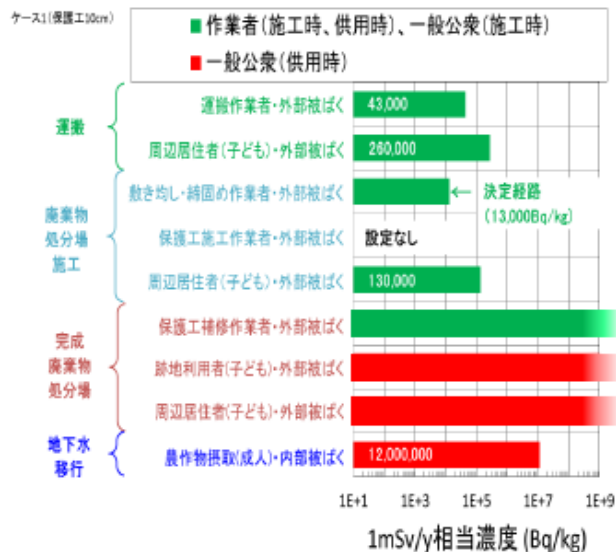 ケース1(保護工10cm)
■作業者(施工時、供用時)、一般公衆(施工時)
■一般公衆(供用時)
運搬
運搬作業者・外部被ばく
43,000
周辺居住者(子ども)・外部被ばく
260,000
廃棄物
処分場
施工
敷き均し・締固め作業者・外部被ばく
← 決定経路
(13,000Bq/kg)
保護工施工作業者・外部被ばく
設定なし
周辺居住者(子ども)・外部被ばく
130,000
完成
廃棄物
処分場
保護工補修作業者・外部被ばく
跡地利用者(子ども)・外部被ばく
周辺居住者(子ども)・外部被ばく
地下水
移行
農作物摂取(成人)・内部被ばく
12,000,000
1E+1 1E+3 1E+5 1E+7 1E+9
1mSv/y相当濃度(Bq/kg)